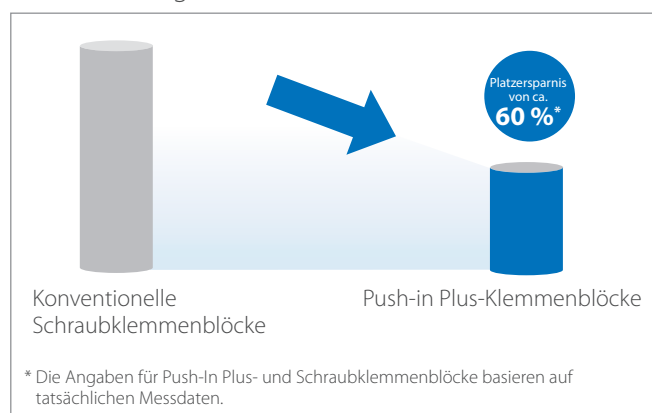 Platzersparnis
von ca.
60 %*
Konventionelle
Schraubklemmenblöcke
Push-in Plus-Klemmenblöcke
* Die Angaben für Push-In Plus- und Schraubklemmenblöcke basieren auf
tatsächlichen Messdaten.